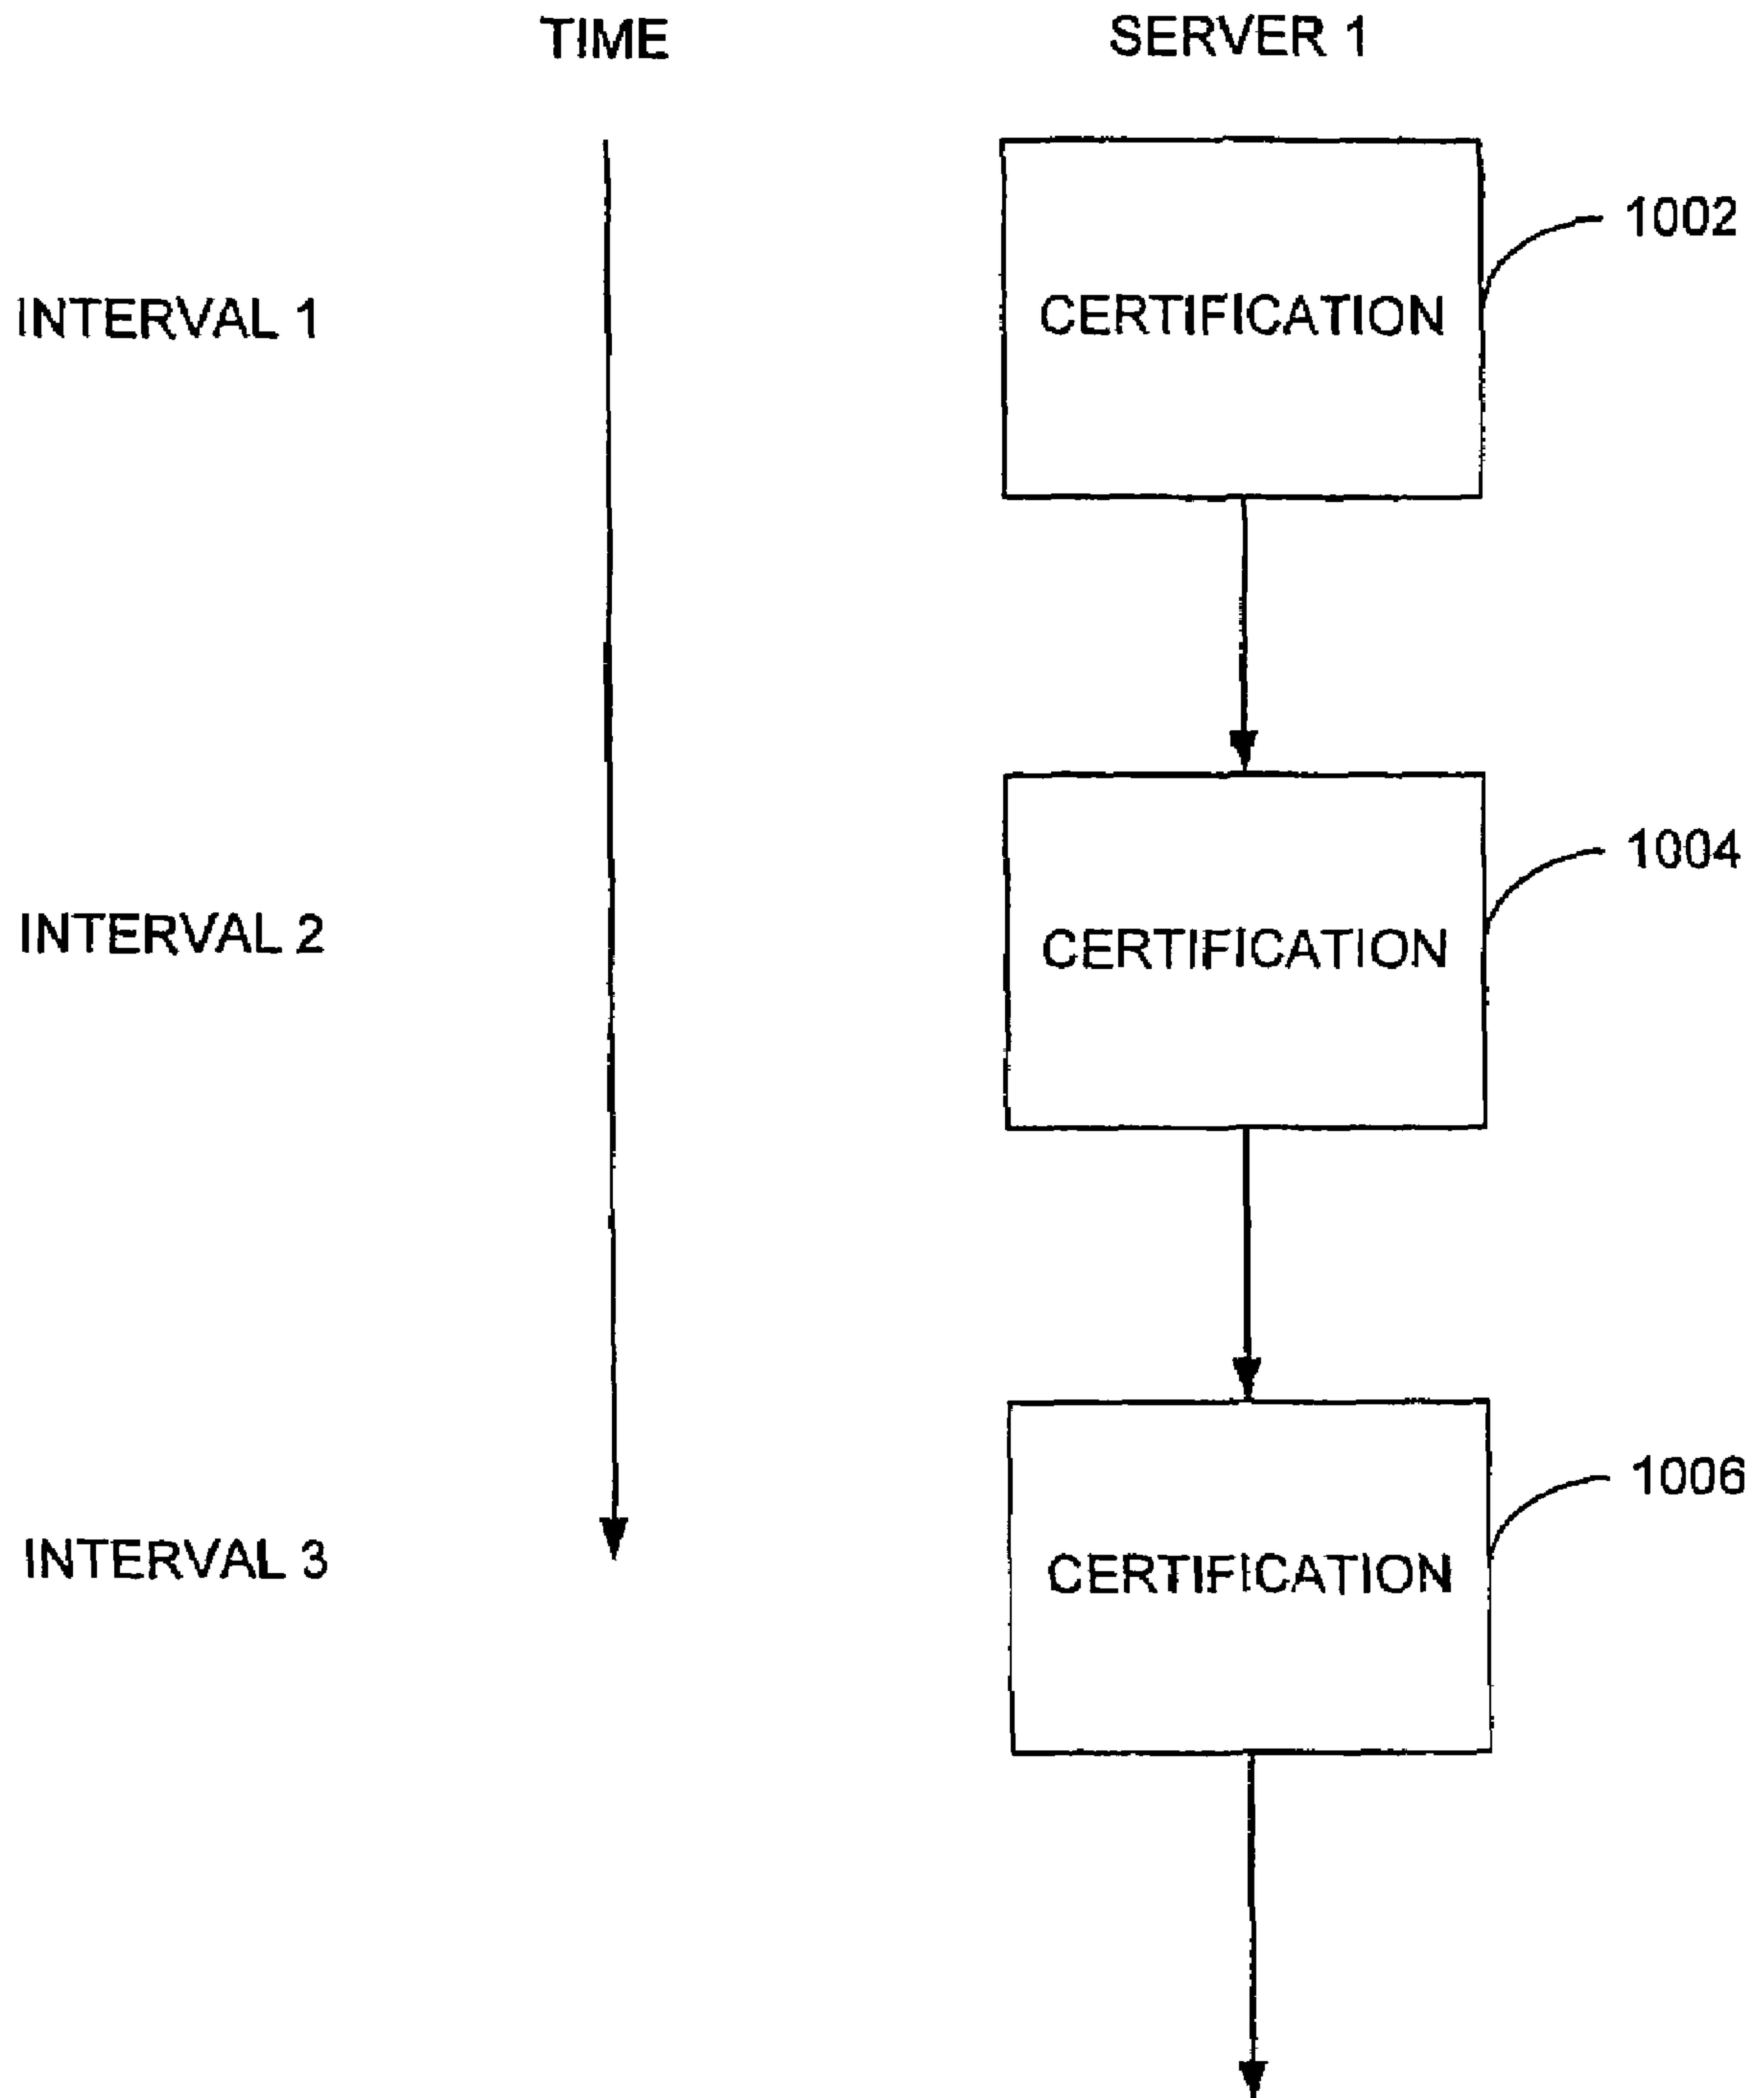 TIME
SERVER 1
1002
INTERVAL 1
CERTIFICATION
1004
INTERVAL 2
CERTIFICATION
1006
INTERVAL 3
CERTIFICATION